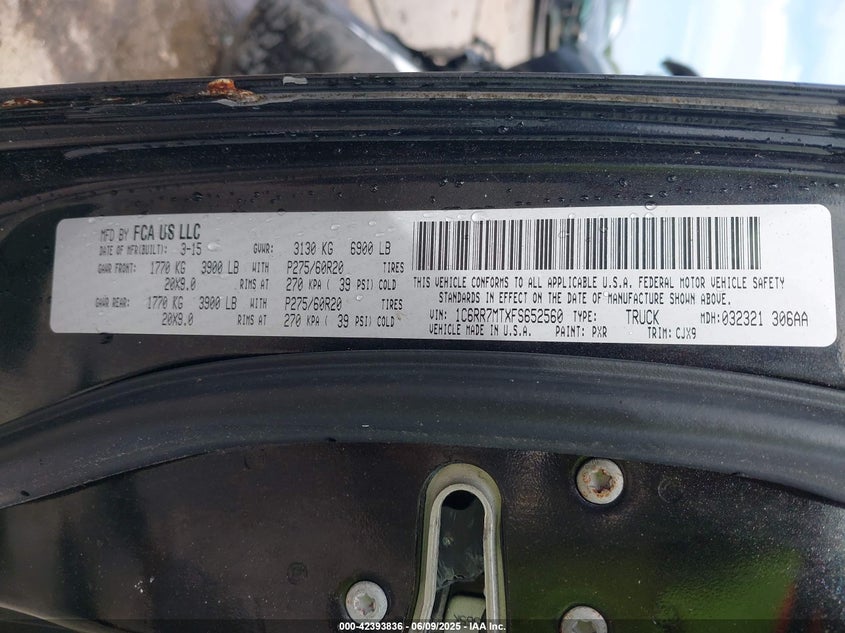 MFD BY FCA US LLC
DATE OF MFR(BUILT): 3-15 GVWR: 3130 KG 6900 LB
GAWR FRONT: 1770 KG 3900 LB WITH P275/60R20 TIRES
20X9.0 RIMS AT 270 KPA ( 39 PSI) COLD
GAWR REAR: 1770 KG 3900 LB WITH P275/60R20 TIRES
20X9.0 RIMS AT 270 KPA ( 39 PSI) COLD
THIS VEHICLE CONFORMS TO ALL APPLICABLE U.S.A. FEDERAL MOTOR VEHICLE SAFETY
STANDARDS IN EFFECT ON THE DATE OF MANUFACTURE SHOWN ABOVE.
VIN: 1C6RR7MTXFS652560 TYPE: TRUCK MDH: 032321 306AA
VEHICLE MADE IN U.S.A. PAINT: PXR TRIM: CJX9
000-42393836 - 06/09/2025 - IAA Inc.